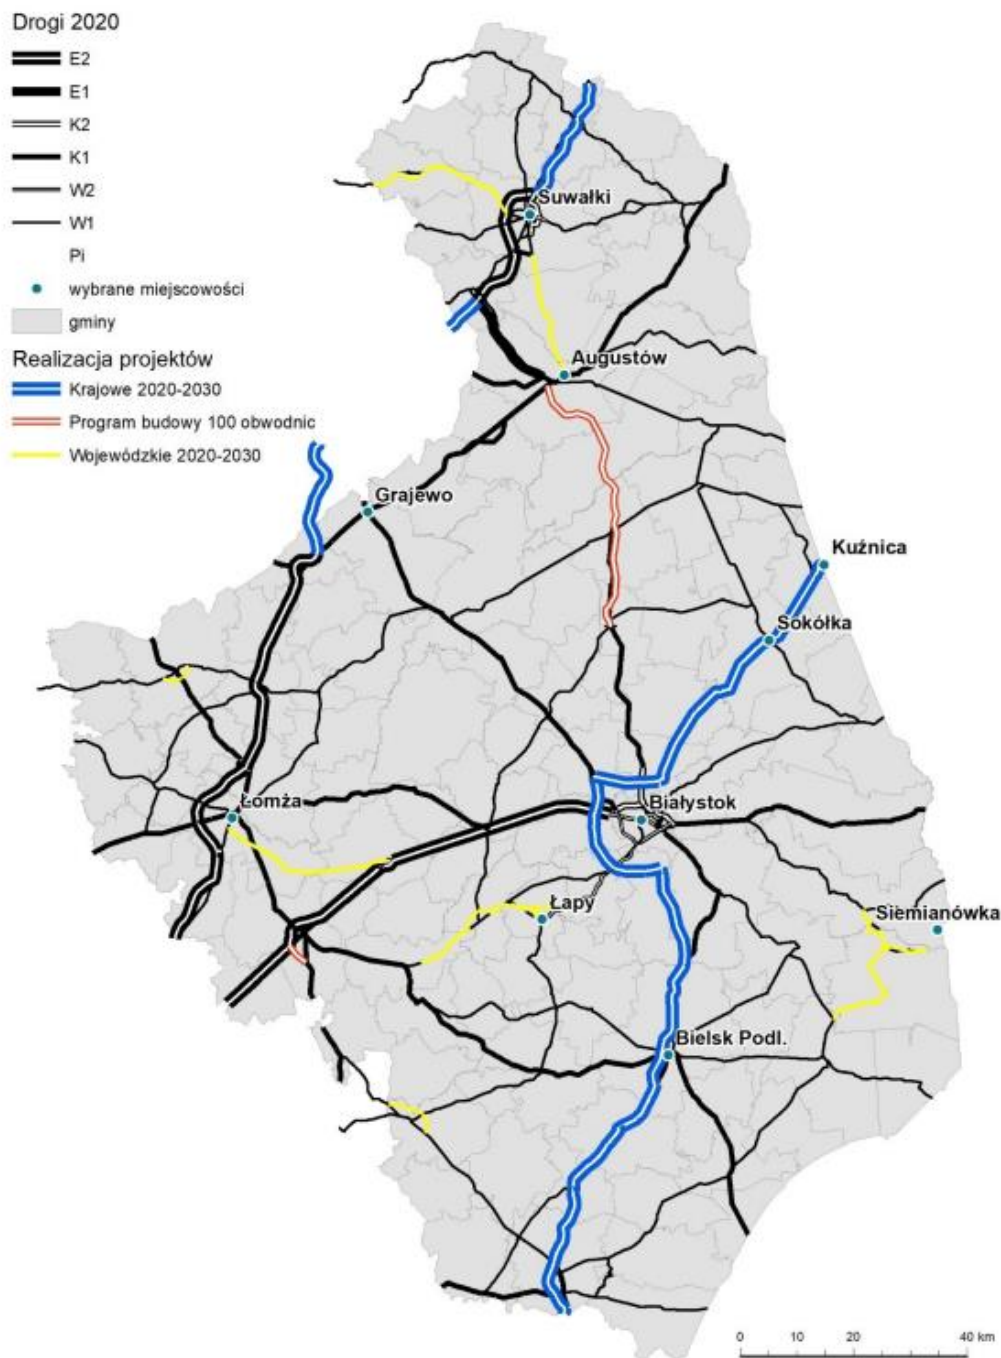 Drogi 2020
E2
E1
K2
K1
W2
W1
Pi
wybrane miejscowości
gminy
Realizacja projektów
Krajowe 2020-2030
Program budowy 100 obwodnic
Wojewódzkie 2020-2030
Suwałki
Augustów
Grajewo
Kuźnica
Sokółka
Łomża
Białystok
Łapy
Siemianówka
Bielsk Podl.
0 10 20 40 km